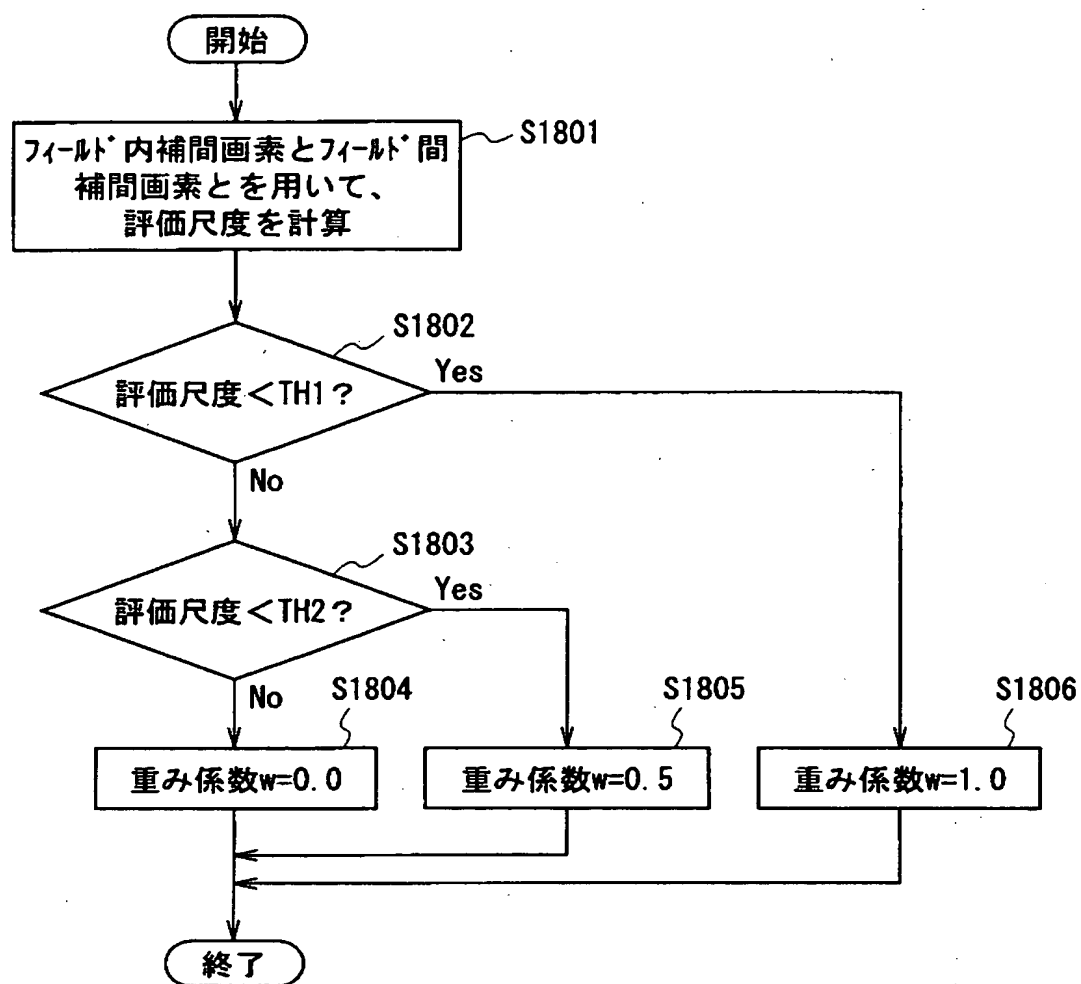 開始
S1801
フィールド内補間画素とフィールド間
補間画素とを用いて、
評価尺度を計算
S1802
評価尺度<TH1?
Yes
No
S1803
評価尺度<TH2?
Yes
No
S1804
重み係数w=0.0
S1805
重み係数w=0.5
S1806
重み係数w=1.0
終了